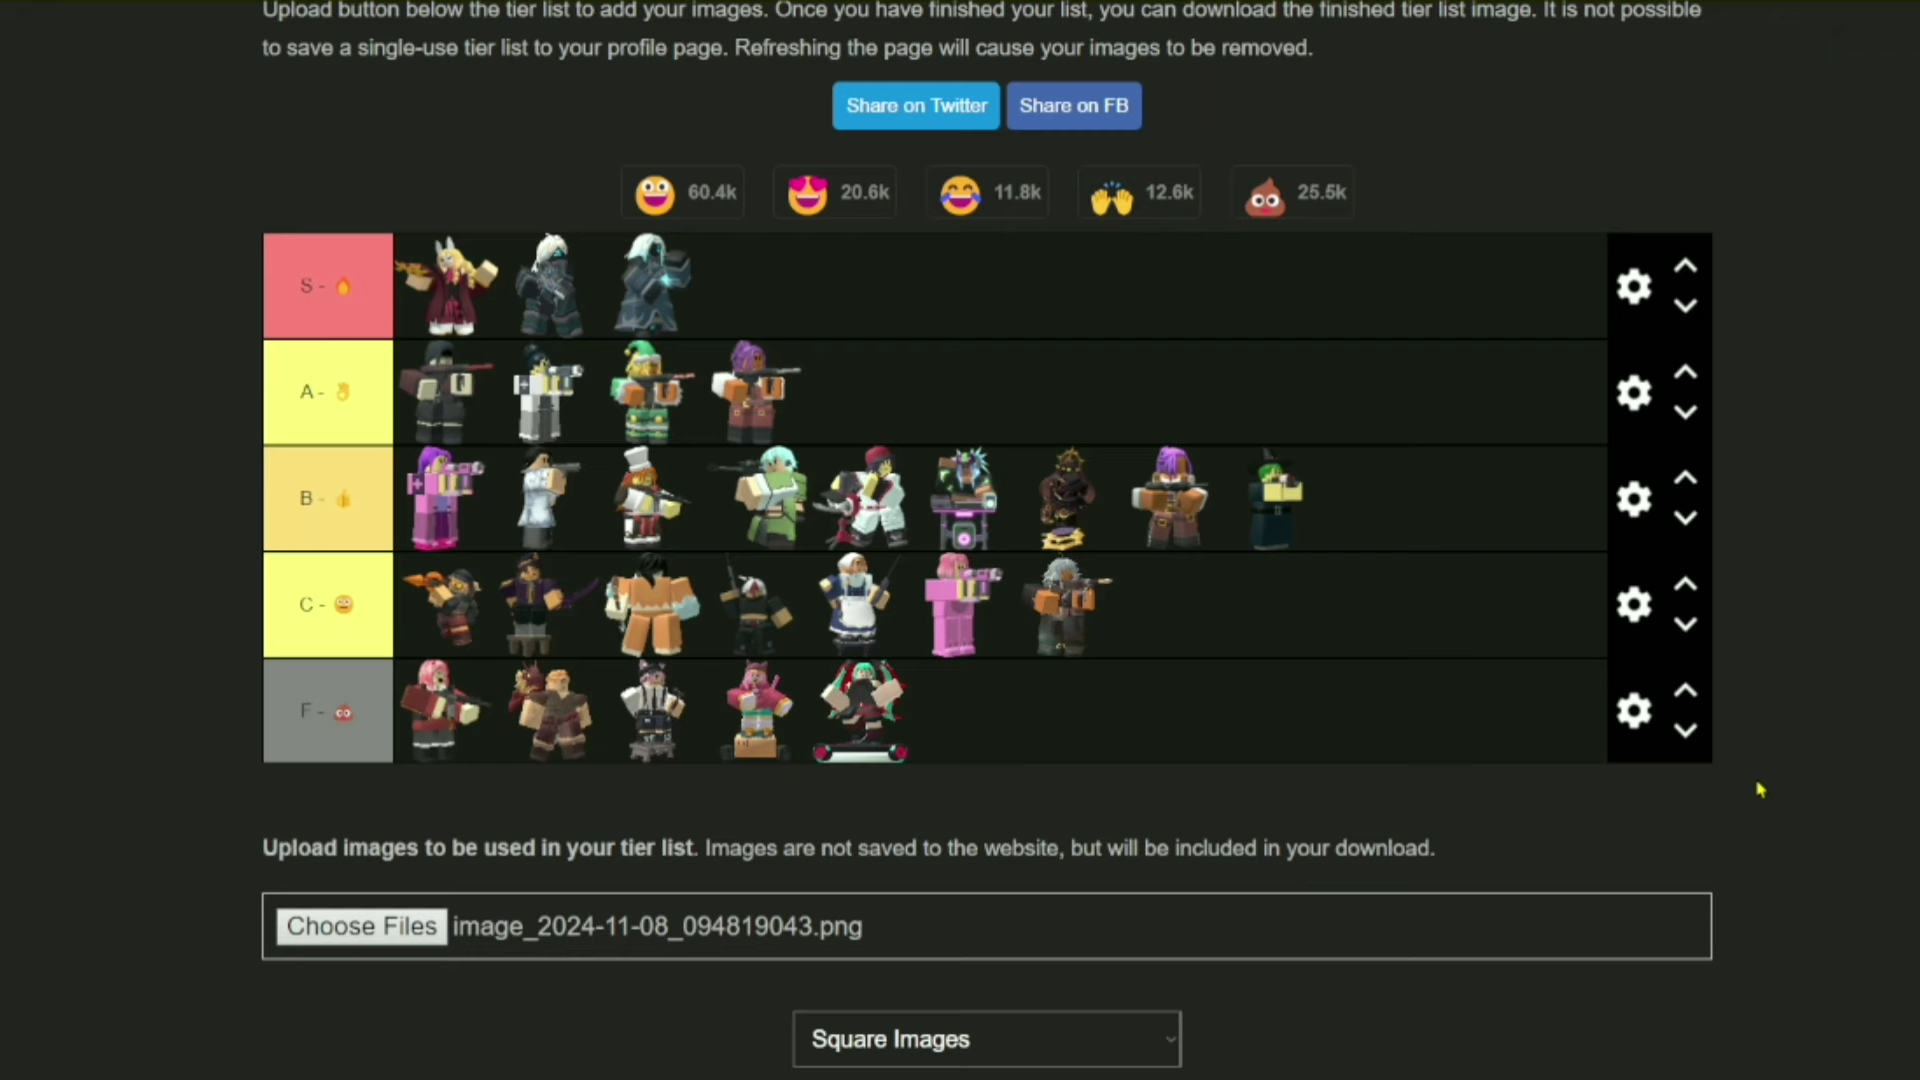 Upload button below the tier list to add your images. Once you have finished your list, you can download the finished tier list image. It is not possible
to save a single-use tier list to your profile page. Refreshing the page will cause your images to be removed.
Share on Twitter Share on FB
60.4k 20.6k 11.8k 12.6k 25.5k
S - 🔥
A - 👌
B - 👍
C - 😐
F - 💩
Upload images to be used in your tier list. Images are not saved to the website, but will be included in your download.
Choose Files image_2024-11-08_094819043.png
Square Images